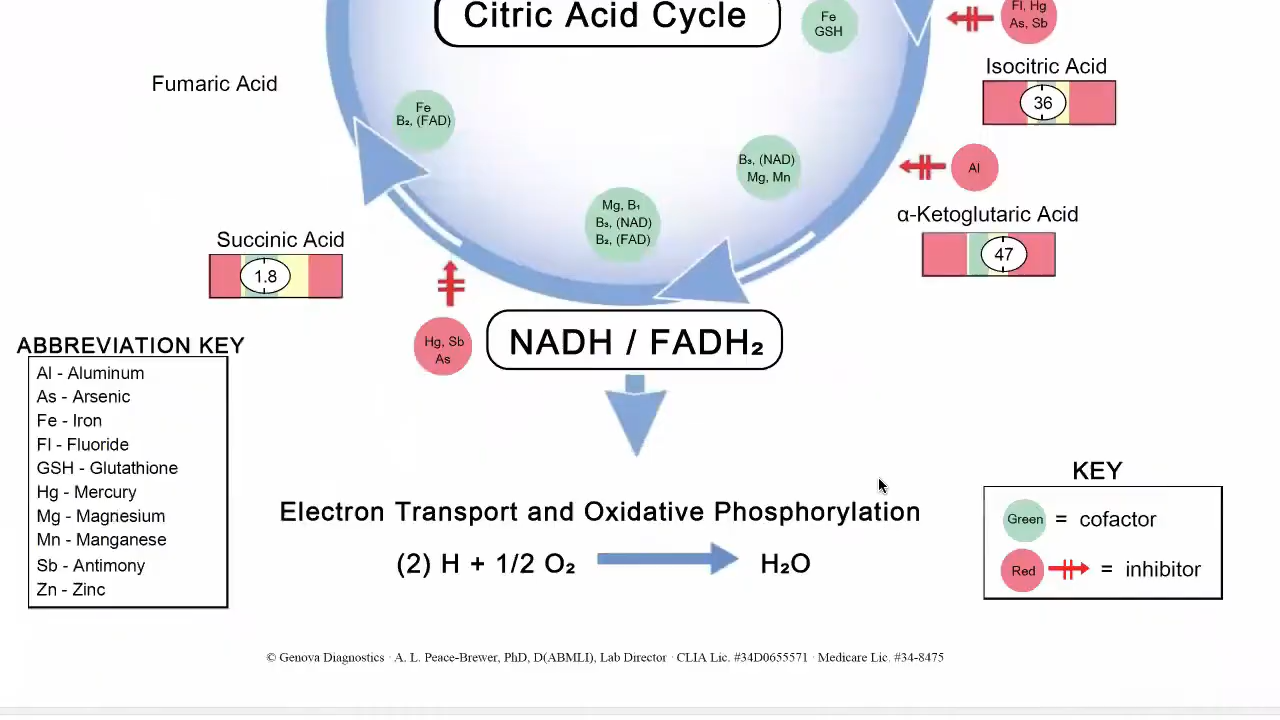 Citric Acid Cycle
Fe
GSH
Fl, Hg
As, Sb
Isocitric Acid
36
Fumaric Acid
Fe
B₂, (FAD)
B₃, (NAD)
Mg, Mn
Al
Mg, B₁
B₃, (NAD)
B₂, (FAD)
α-Ketoglutaric Acid
47
Succinic Acid
1.8
Hg, Sb
As
NADH / FADH₂
ABBREVIATION KEY
Al - Aluminum
As - Arsenic
Fe - Iron
Fl - Fluoride
GSH - Glutathione
Hg - Mercury
Mg - Magnesium
Mn - Manganese
Sb - Antimony
Zn - Zinc
Electron Transport and Oxidative Phosphorylation
(2) H + 1/2 O₂ H₂O
KEY
Green = cofactor
Red = inhibitor
© Genova Diagnostics · A. L. Peace-Brewer, PhD, D(ABMLI), Lab Director · CLIA Lic. #34D0655571 · Medicare Lic. #34-8475